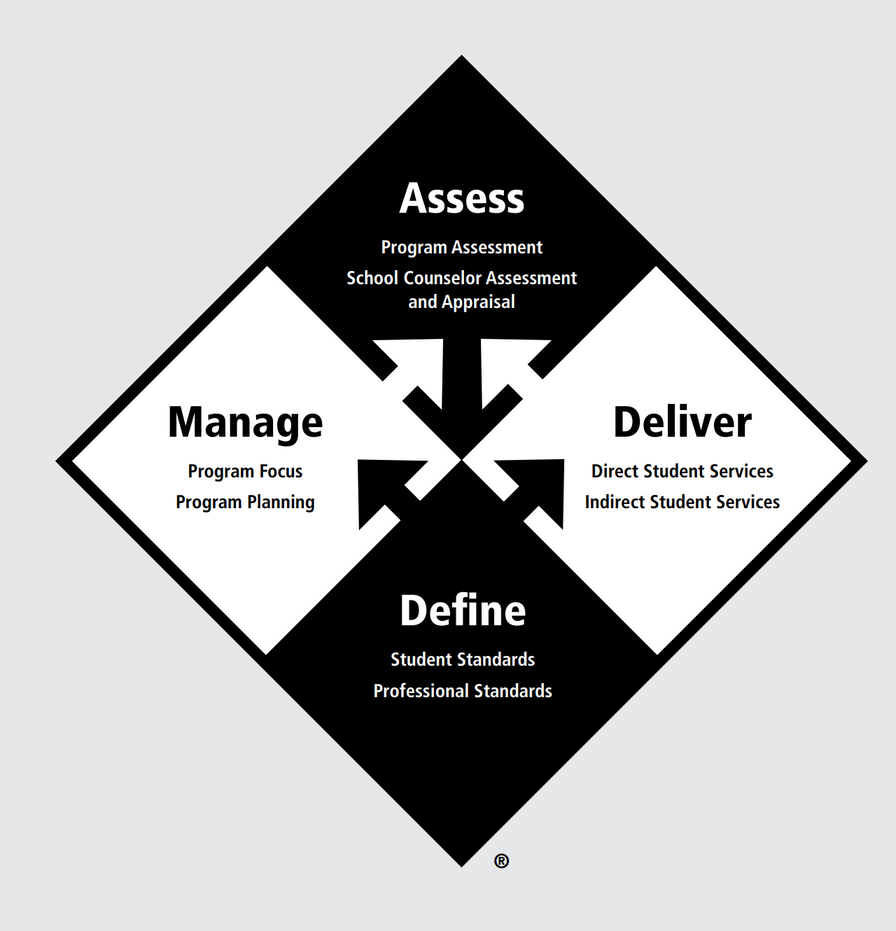 Assess
Program Assessment
School Counselor Assessment
and Appraisal
Manage
Program Focus
Program Planning
Deliver
Direct Student Services
Indirect Student Services
Define
Student Standards
Professional Standards
®